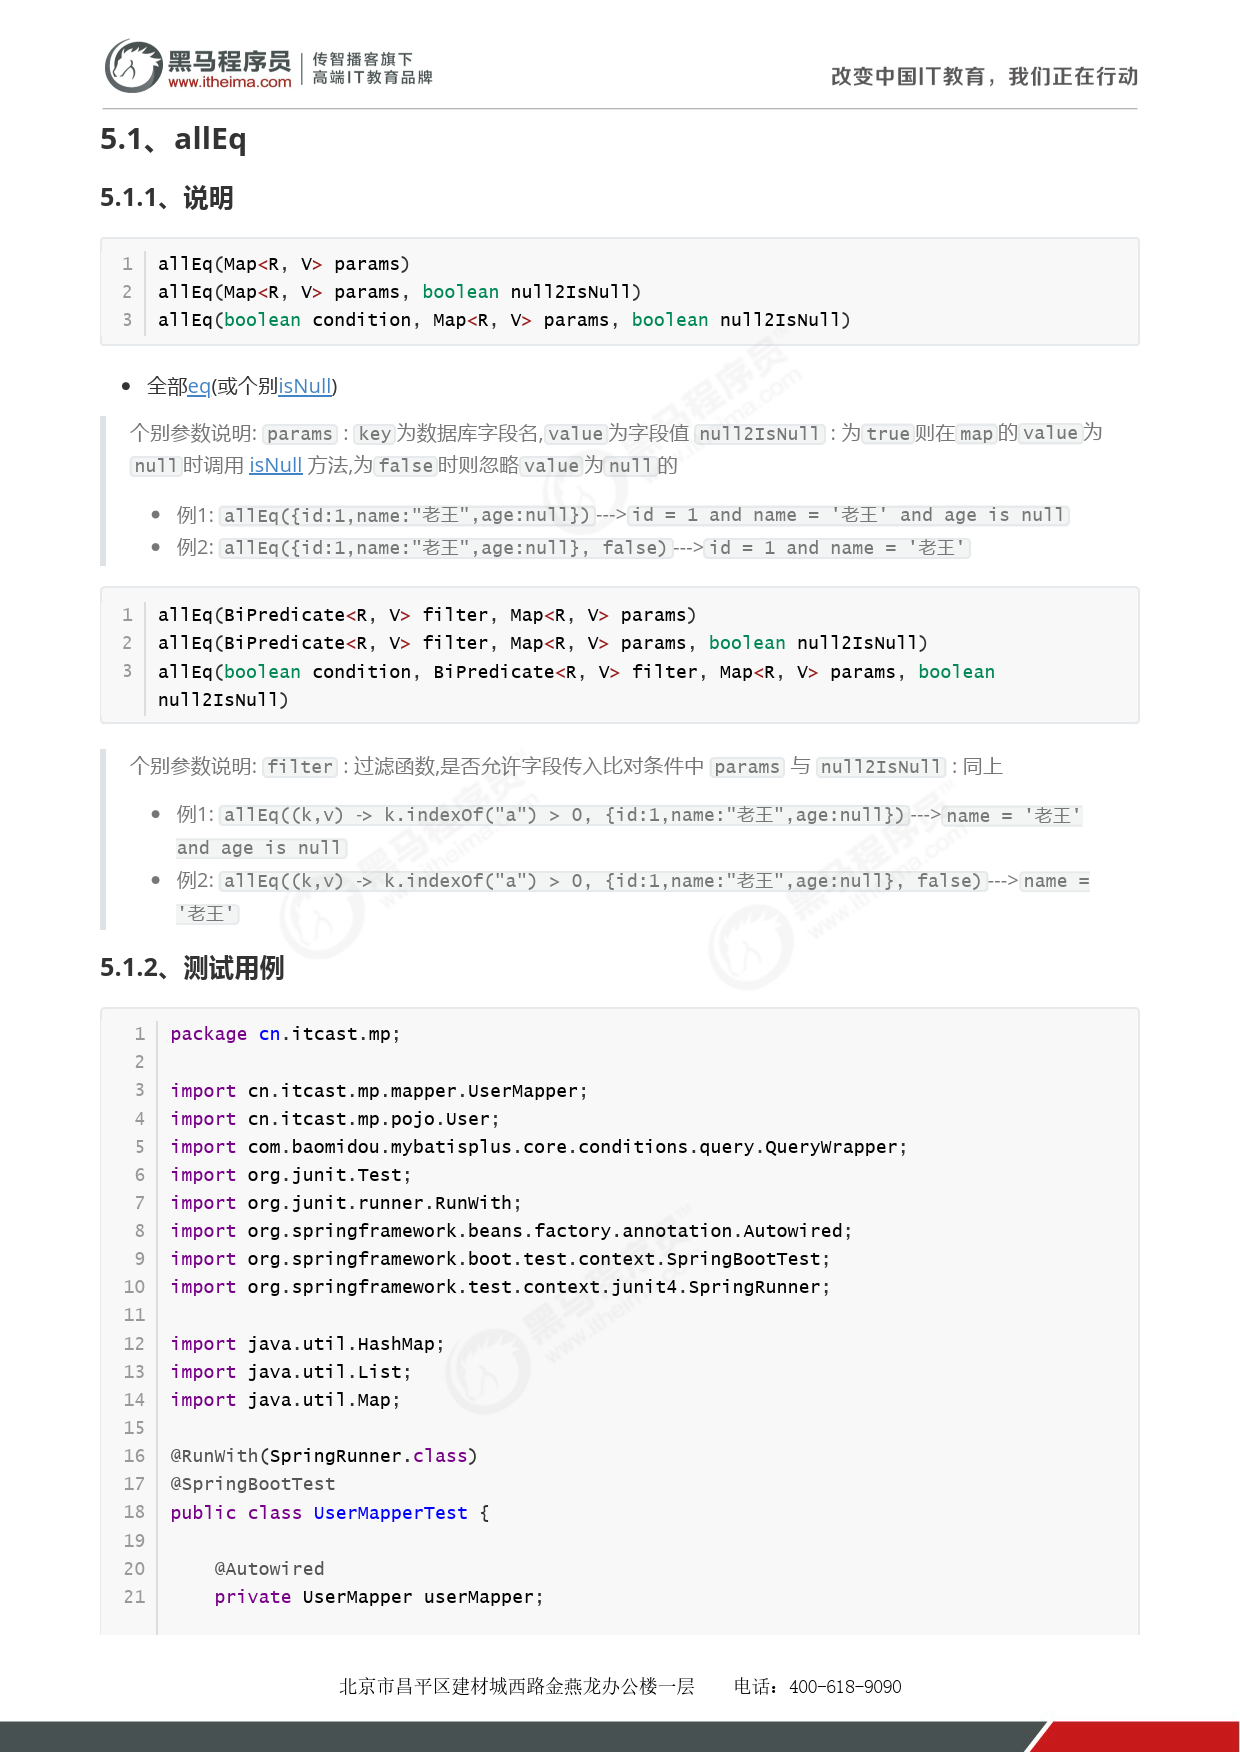 黑马程序员
www.itheima.com
传智播客旗下
高端IT教育品牌
改变中国IT教育，我们正在行动
5.1、allEq
5.1.1、说明
1 allEq(Map<R, V> params)
2 allEq(Map<R, V> params, boolean null2IsNull)
3 allEq(boolean condition, Map<R, V> params, boolean null2IsNull)
全部eq(或个别isNull)
个别参数说明: params : key为数据库字段名,value为字段值 null2IsNull : 为true则在map的value为
null时调用 isNull 方法,为false时则忽略value为null的
例1: allEq({id:1,name:"老王",age:null})--->id = 1 and name = '老王' and age is null
例2: allEq({id:1,name:"老王",age:null}, false)--->id = 1 and name = '老王'
1 allEq(BiPredicate<R, V> filter, Map<R, V> params)
2 allEq(BiPredicate<R, V> filter, Map<R, V> params, boolean null2IsNull)
3 allEq(boolean condition, BiPredicate<R, V> filter, Map<R, V> params, boolean
null2IsNull)
个别参数说明: filter : 过滤函数,是否允许字段传入比对条件中 params 与 null2IsNull : 同上
例1: allEq((k,v) -> k.indexOf("a") > 0, {id:1,name:"老王",age:null})--->name = '老王'
and age is null
例2: allEq((k,v) -> k.indexOf("a") > 0, {id:1,name:"老王",age:null}, false)--->name =
'老王'
5.1.2、测试用例
1 package cn.itcast.mp;
2
3 import cn.itcast.mp.mapper.UserMapper;
4 import cn.itcast.mp.pojo.User;
5 import com.baomidou.mybatisplus.core.conditions.query.QueryWrapper;
6 import org.junit.Test;
7 import org.junit.runner.RunWith;
8 import org.springframework.beans.factory.annotation.Autowired;
9 import org.springframework.boot.test.context.SpringBootTest;
10 import org.springframework.test.context.junit4.SpringRunner;
11
12 import java.util.HashMap;
13 import java.util.List;
14 import java.util.Map;
15
16 @RunWith(SpringRunner.class)
17 @SpringBootTest
18 public class UserMapperTest {
19
20     @Autowired
21     private UserMapper userMapper;
北京市昌平区建材城西路金燕龙办公楼一层 电话：400-618-9090